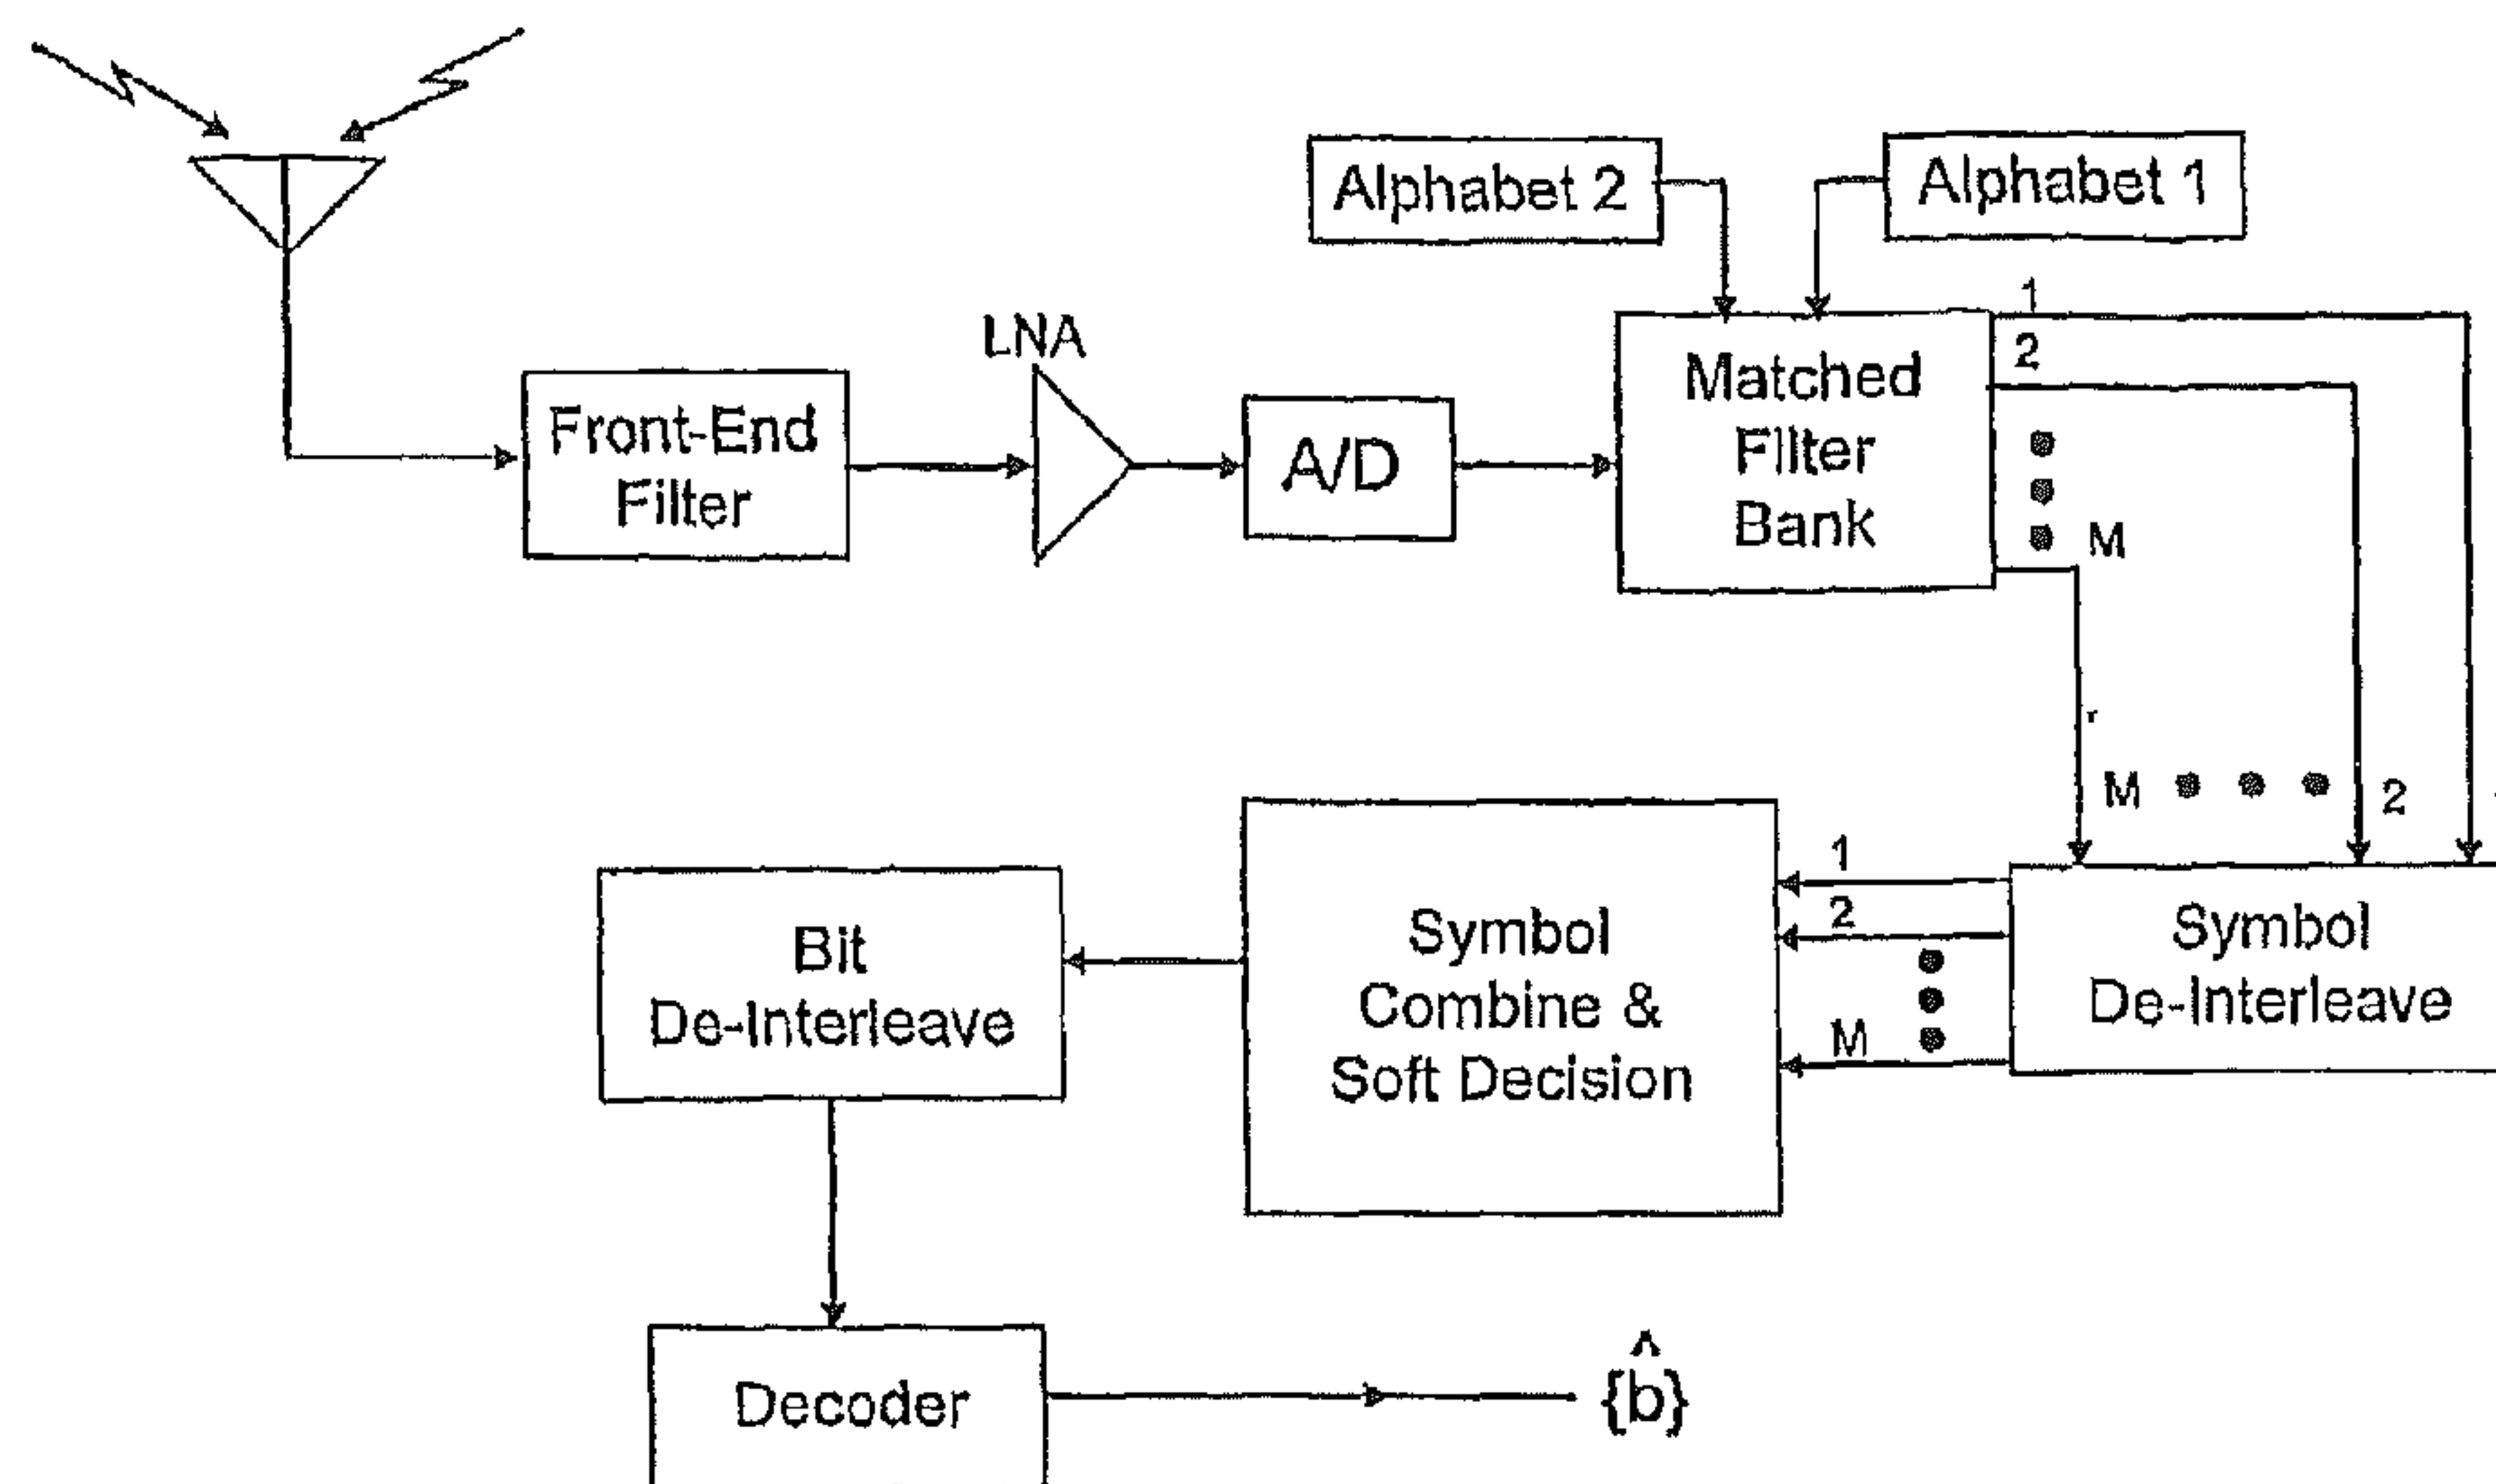 Alphabet 2
Alphabet 1
LNA
Front-End
Filter
A/D
Matched
Filter
Bank
1
2
M
M
2
Symbol
De-Interleave
1
2
M
Symbol
Combine &
Soft Decision
Bit
De-Interleave
Decoder
{b̂}